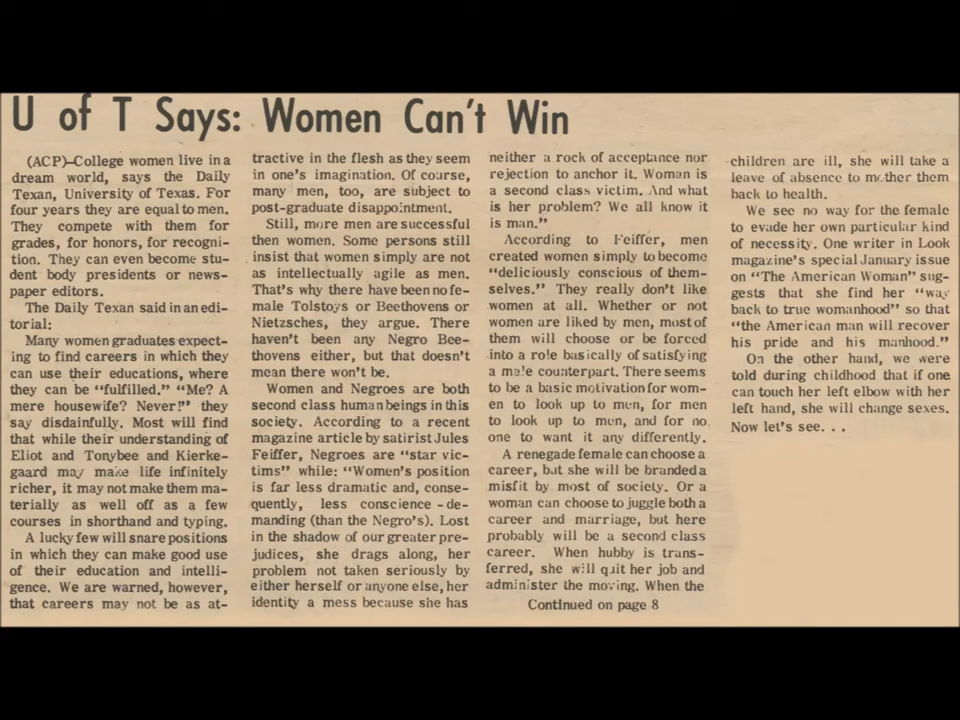 U of T Says: Women Can't Win
(ACP)—College women live in a
dream world, says the Daily
Texan, University of Texas. For
four years they are equal to men.
They compete with them for
grades, for honors, for recogni-
tion. They can even become stu-
dent body presidents or news-
paper editors.
The Daily Texan said in an edi-
torial:
Many women graduates expect-
ing to find careers in which they
can use their educations, where
they can be "fulfilled." "Me? A
mere housewife? Never!" they
say disdainfully. Most will find
that while their understanding of
Eliot and Tonybee and Kierke-
gaard may make life infinitely
richer, it may not make them ma-
terially as well off as a few
courses in shorthand and typing.
A lucky few will snare positions
in which they can make good use
of their education and intelli-
gence. We are warned, however,
that careers may not be as at-
tractive in the flesh as they seem
in one's imagination. Of course,
many men, too, are subject to
post-graduate disappointment.
Still, more men are successful
then women. Some persons still
insist that women simply are not
as intellectually agile as men.
That's why there have been no fe-
male Tolstoys or Beethovens or
Nietzsches, they argue. There
haven't been any Negro Bee-
thovens either, but that doesn't
mean there won't be.
Women and Negroes are both
second class human beings in this
society. According to a recent
magazine article by satirist Jules
Feiffer, Negroes are "star vic-
tims" while: "Women's position
is far less dramatic and, conse-
quently, less conscience-de-
manding (than the Negro's). Lost
in the shadow of our greater pre-
judices, she drags along, her
problem not taken seriously by
either herself or anyone else, her
identity a mess because she has
neither a rock of acceptance nor
rejection to anchor it. Woman is
a second class victim. And what
is her problem? We all know it
is man."
According to Feiffer, men
created women simply to become
"deliciously conscious of them-
selves." They really don't like
women at all. Whether or not
women are liked by men, most of
them will choose or be forced
into a role basically of satisfying
a male counterpart. There seems
to be a basic motivation for wom-
en to look up to men, for men
to look up to men, and for no
one to want it any differently.
A renegade female can choose a
career, but she will be branded a
misfit by most of society. Or a
woman can choose to juggle both a
career and marriage, but here
probably will be a second class
career. When hubby is trans-
ferred, she will quit her job and
administer the moving. When the
Continued on page 8
children are ill, she will take a
leave of absence to mother them
back to health.
We see no way for the female
to evade her own particular kind
of necessity. One writer in Look
magazine's special January issue
on "The American Woman" sug-
gests that she find her "way
back to true womanhood" so that
"the American man will recover
his pride and his manhood."
On the other hand, we were
told during childhood that if one
can touch her left elbow with her
left hand, she will change sexes.
Now let's see. . .